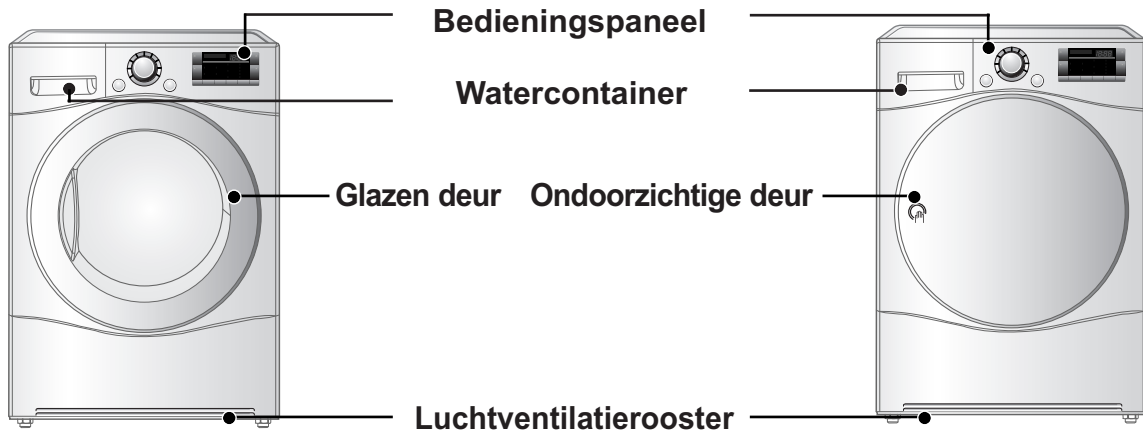 Bedieningspaneel
Watercontainer
Glazen deur Ondoorzichtige deur
Luchtventilatierooster